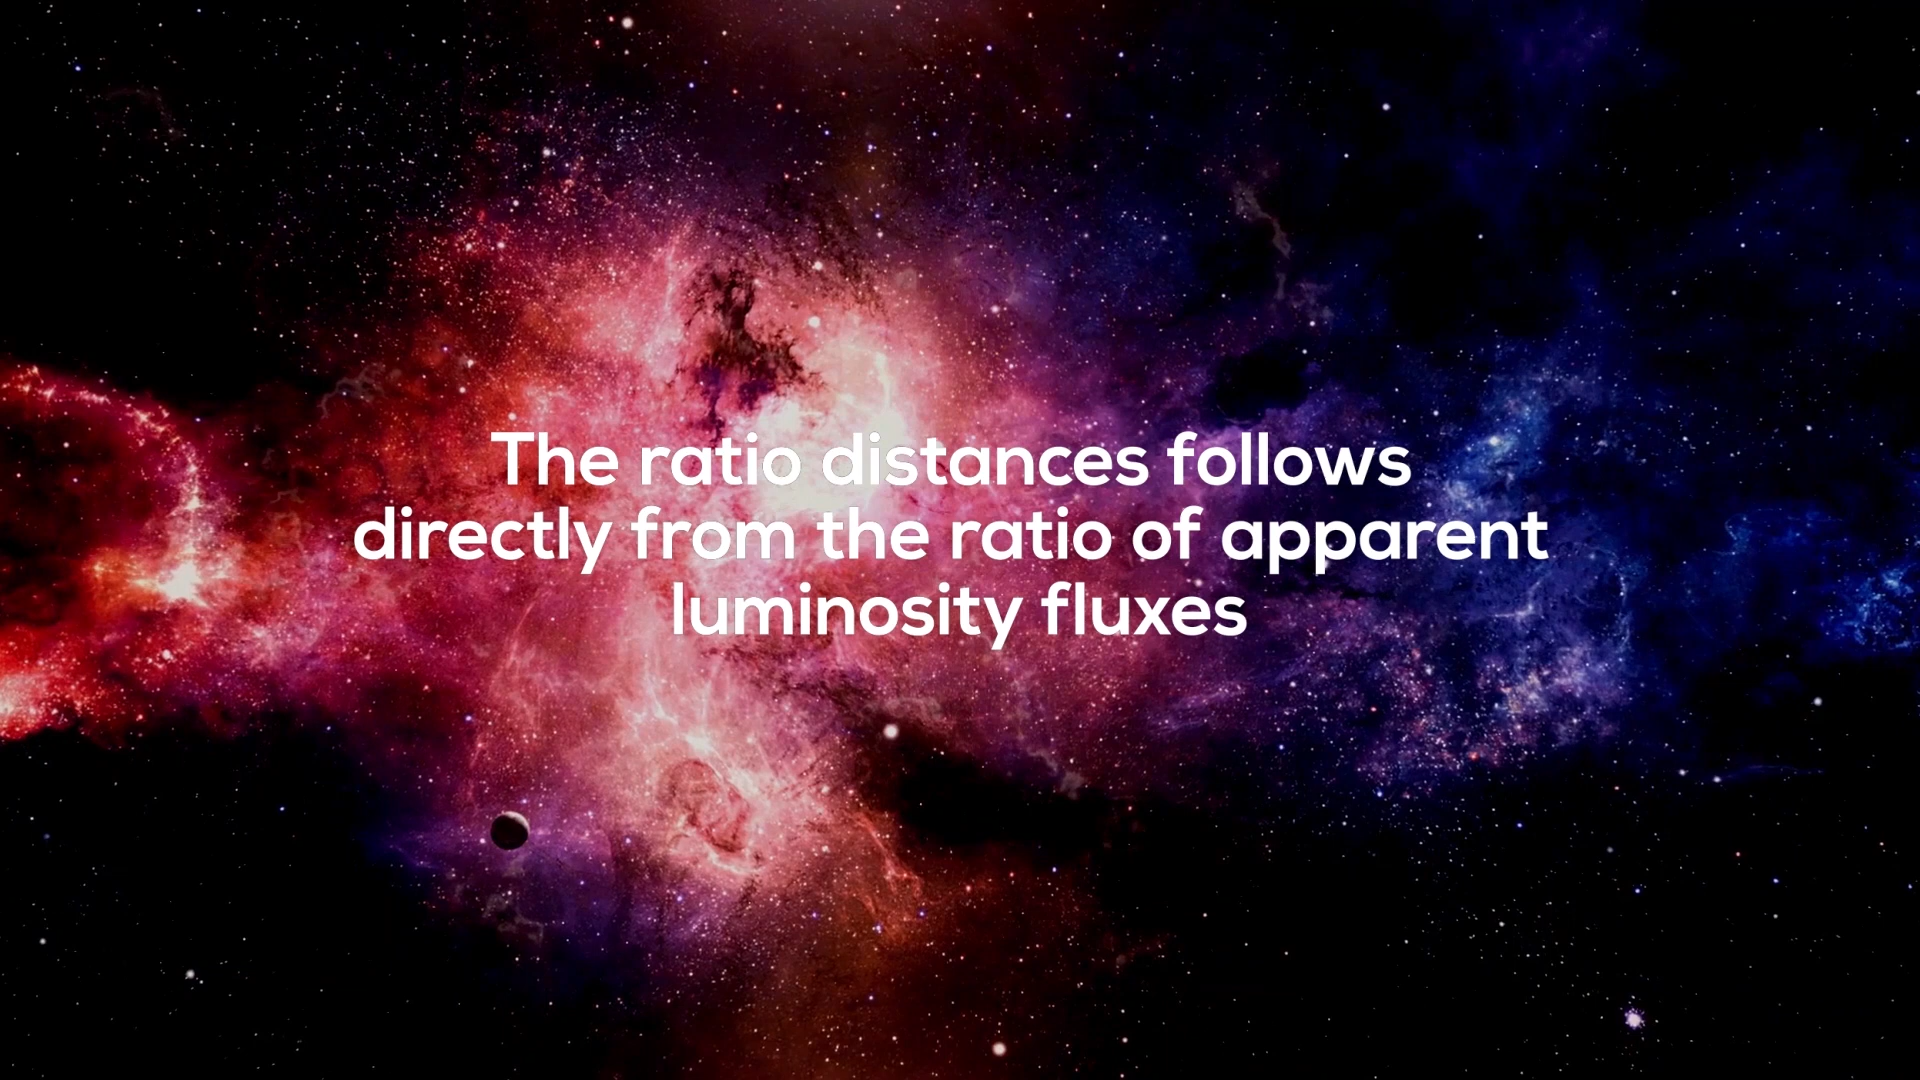 The ratio distances follows
directly from the ratio of apparent
luminosity fluxes